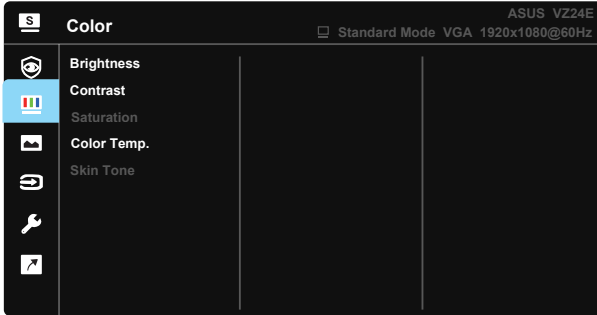 ASUS VZ24E
S
Color
Standard Mode VGA 1920x1080@60Hz
Brightness
Contrast
Saturation
Color Temp.
Skin Tone